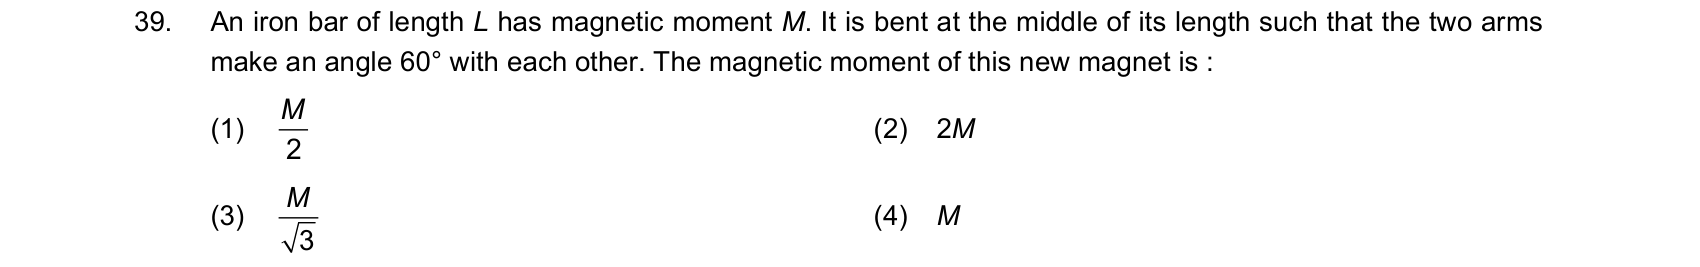 39. An iron bar of length L has magnetic moment M. It is bent at the middle of its length such that the two arms
make an angle 60° with each other. The magnetic moment of this new magnet is :
(1) M/2 (2) 2M
(3) M/√3 (4) M